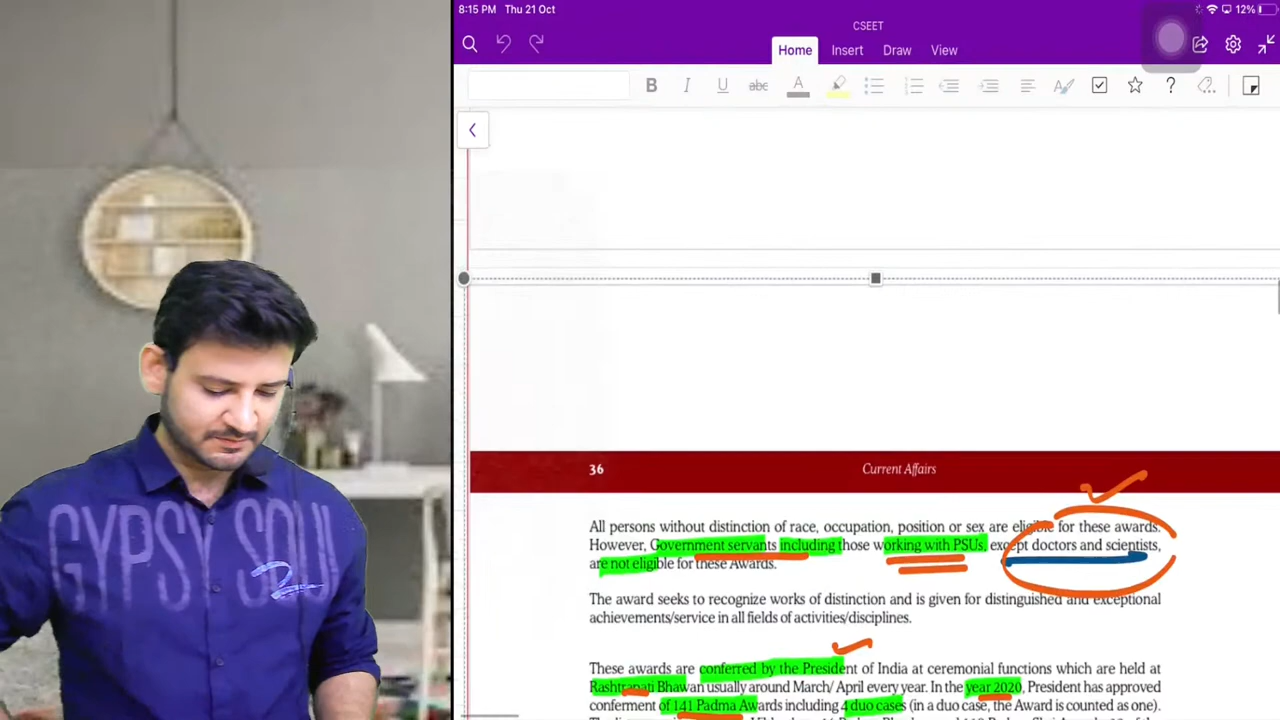 8:15 PM Thu 21 Oct
12%
CSEET
Home Insert Draw View
B I U abc A
?
36 Current Affairs
All persons without distinction of race, occupation, position or sex are eligible for these awards.
However, Government servants including those working with PSUs, except doctors and scientists,
are not eligible for these Awards.
The award seeks to recognize works of distinction and is given for distinguished and exceptional
achievements/service in all fields of activities/disciplines.
These awards are conferred by the President of India at ceremonial functions which are held at
Rashtrapati Bhawan usually around March/ April every year. In the year 2020, President has approved
conferment of 141 Padma Awards including 4 duo cases (in a duo case, the Award is counted as one).
GYPSY SOUL